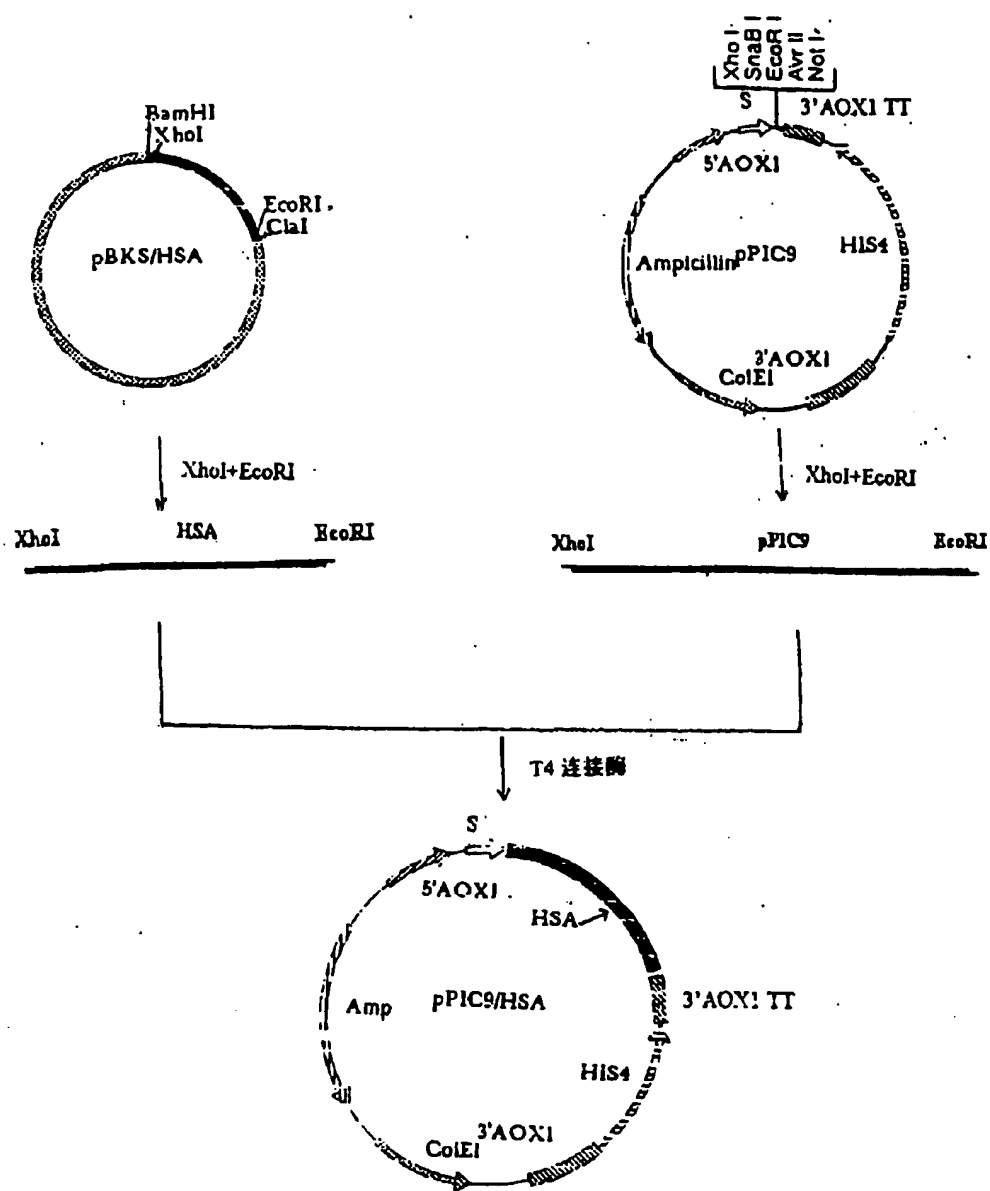 BamHI
XhoI
EcoRI
ClaI
pBKS/HSA
Xho I
SnaB I
EcoR I
Avr II
Not I
S
3'AOX1 TT
5'AOX1
Ampicillin
pPIC9
HIS4
3'AOX1
ColE1
XhoI+EcoRI
XhoI+EcoRI
XhoI
HSA
EcoRI
XhoI
pPIC9
EcoRI
T4 连接酶
S
5'AOX1
HSA
3'AOX1 TT
Amp
pPIC9/HSA
HIS4
3'AOX1
ColE1